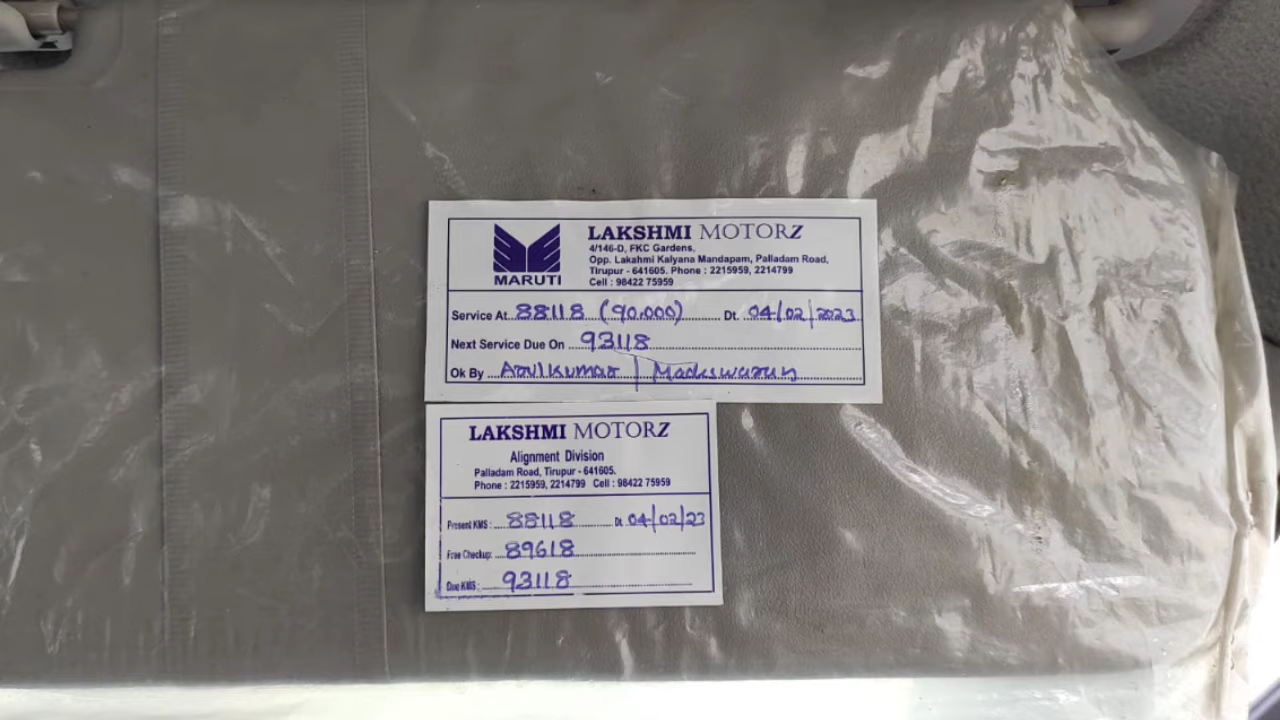 MARUTI
LAKSHMI MOTORZ
4/146-D, FKC Gardens,
Opp. Lakahmi Kalyana Mandapam, Palladam Road,
Tirupur - 641605. Phone : 2215959, 2214799
Cell : 98422 75959
Service At 88118 (90,000) Dt. 04/02/2023
Next Service Due On 93118
Ok By Arulkumar | Madeswaran
LAKSHMI MOTORZ
Alignment Division
Palladam Road, Tirupur - 641605.
Phone : 2215959, 2214799 Cell : 98422 75959
Present KMS : 88118 Dt. 04/02/23
Free Checkup: 89618
Due KMS : 93118